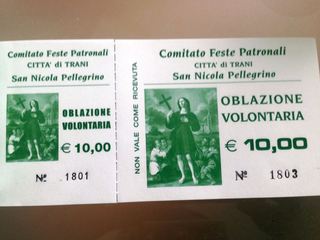 Comitato Feste Patronali
CITTA' di TRANI
San Nicola Pellegrino
OBLAZIONE
VOLONTARIA
€ 10,00
Nº 1801
NON VALE COME RICEVUTA
Comitato Feste Patronali
CITTA' di TRANI
San Nicola Pellegrino
OBLAZIONE
VOLONTARIA
€ 10,00
Nº 1803